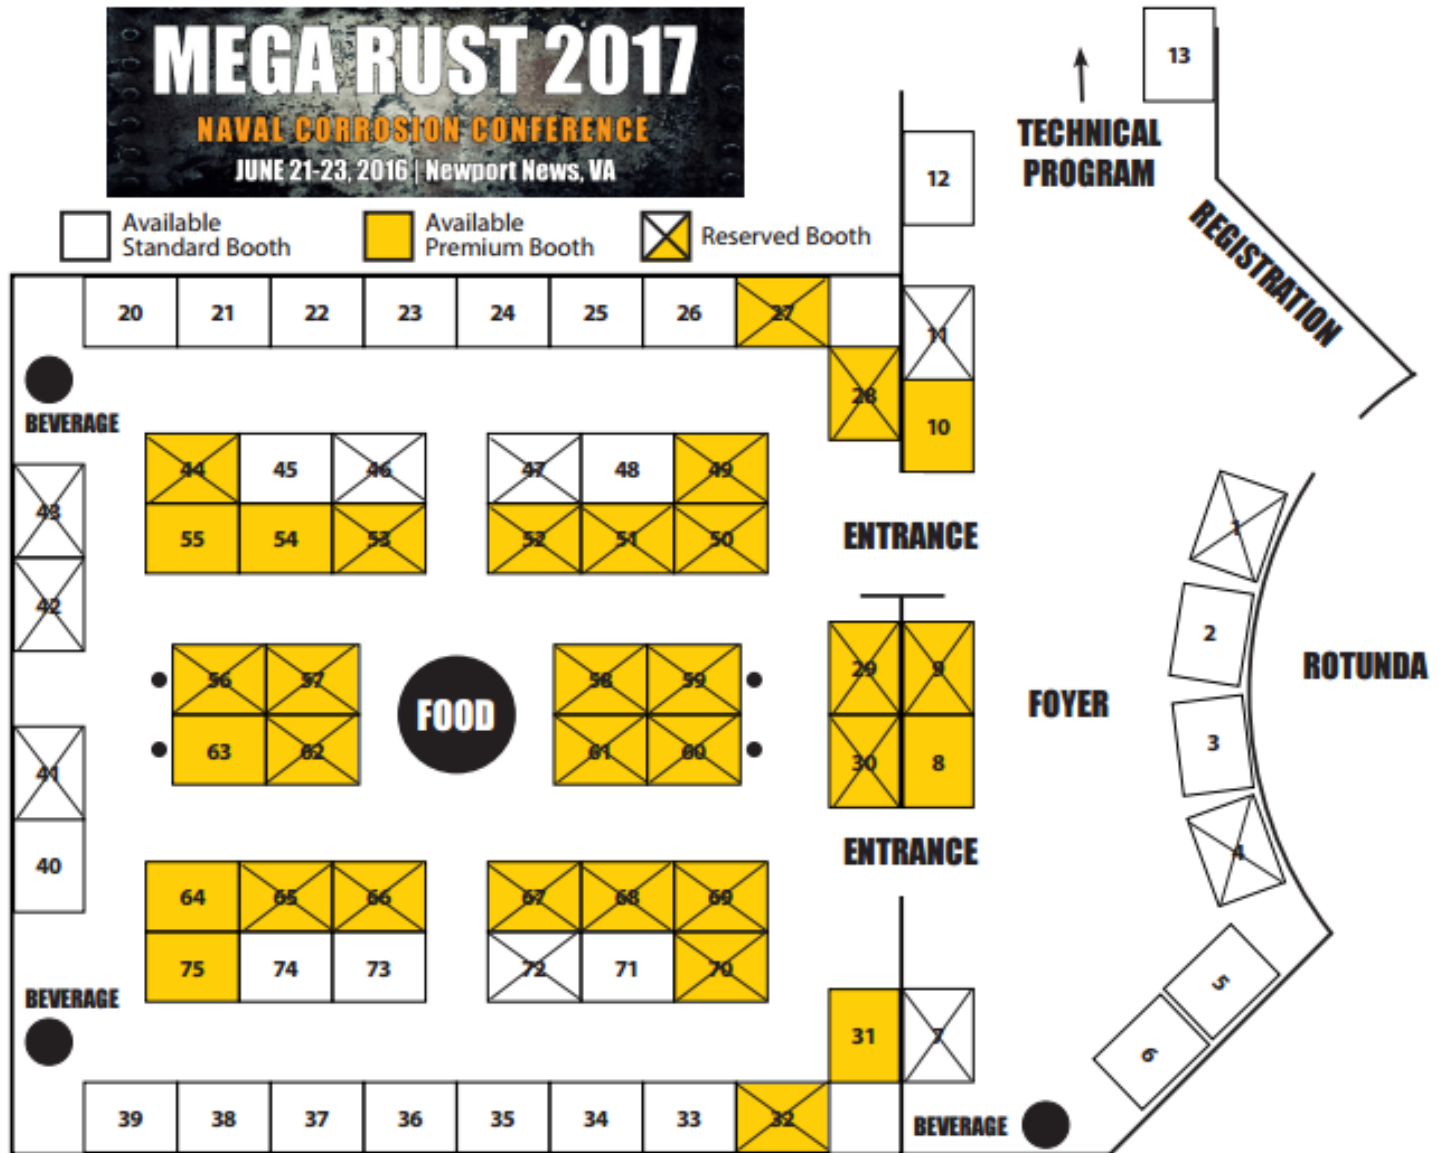 MEGA RUST 2017
NAVAL CORROSION CONFERENCE
JUNE 21-23, 2016 | Newport News, VA
13
TECHNICAL
PROGRAM
12
REGISTRATION
Available
Standard Booth
Available
Premium Booth
Reserved Booth
20 21 22 23 24 25 26 27
11
28
10
BEVERAGE
44 45 46 47 48 49
43
55 54 53 52 51 50
ENTRANCE
1
42
2
56 57 58 59
29 9
FOOD
FOYER
ROTUNDA
63 62 61 60
30 8
3
41
ENTRANCE
4
40
64 65 66 67 68 69
75 74 73 72 71 70
5
BEVERAGE
31 7
6
39 38 37 36 35 34 33 32
BEVERAGE